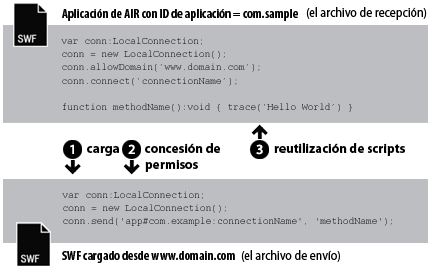 Aplicación de AIR con ID de aplicación = com.sample (el archivo de recepción)
SWF
var conn:LocalConnection;
conn = new LocalConnection();
conn.allowDomain('www.domain.com');
conn.connect('connectionName');
function methodName():void { trace('Hello World') }
1 carga 2 concesión de permisos 3 reutilización de scripts
var conn:LocalConnection;
conn = new LocalConnection();
conn.send('app#com.example:connectionName', 'methodName');
SWF
SWF cargado desde www.domain.com (el archivo de envío)